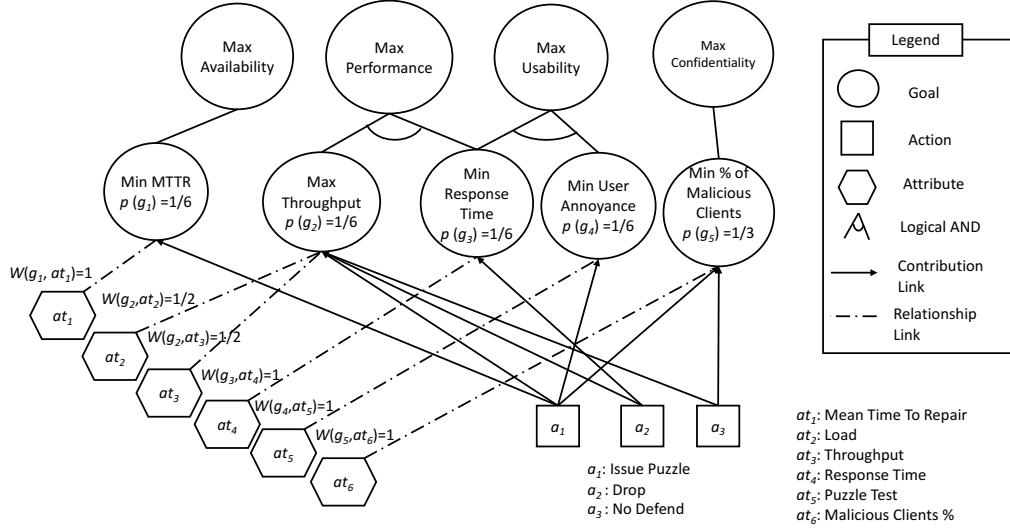 Max
Availability
Max
Performance
Max
Usability
Max
Confidentiality
Min MTTR
p (g1) =1/6
Max
Throughput
p (g2) =1/6
Min
Response
Time
p (g3) =1/6
Min User
Annoyance
p (g4) =1/6
Min % of
Malicious
Clients
p (g5) =1/3
W(g1, at1)=1
W(g2,at2)=1/2
W(g2,at3)=1/2
W(g3,at4)=1
W(g4,at5)=1
W(g5,at6)=1
at1
at2
at3
at4
at5
at6
a1
a2
a3
a1: Issue Puzzle
a2: Drop
a3: No Defend
Legend
Goal
Action
Attribute
Logical AND
Contribution
Link
Relationship
Link
at1: Mean Time To Repair
at2: Load
at3: Throughput
at4: Response Time
at5: Puzzle Test
at6: Malicious Clients %